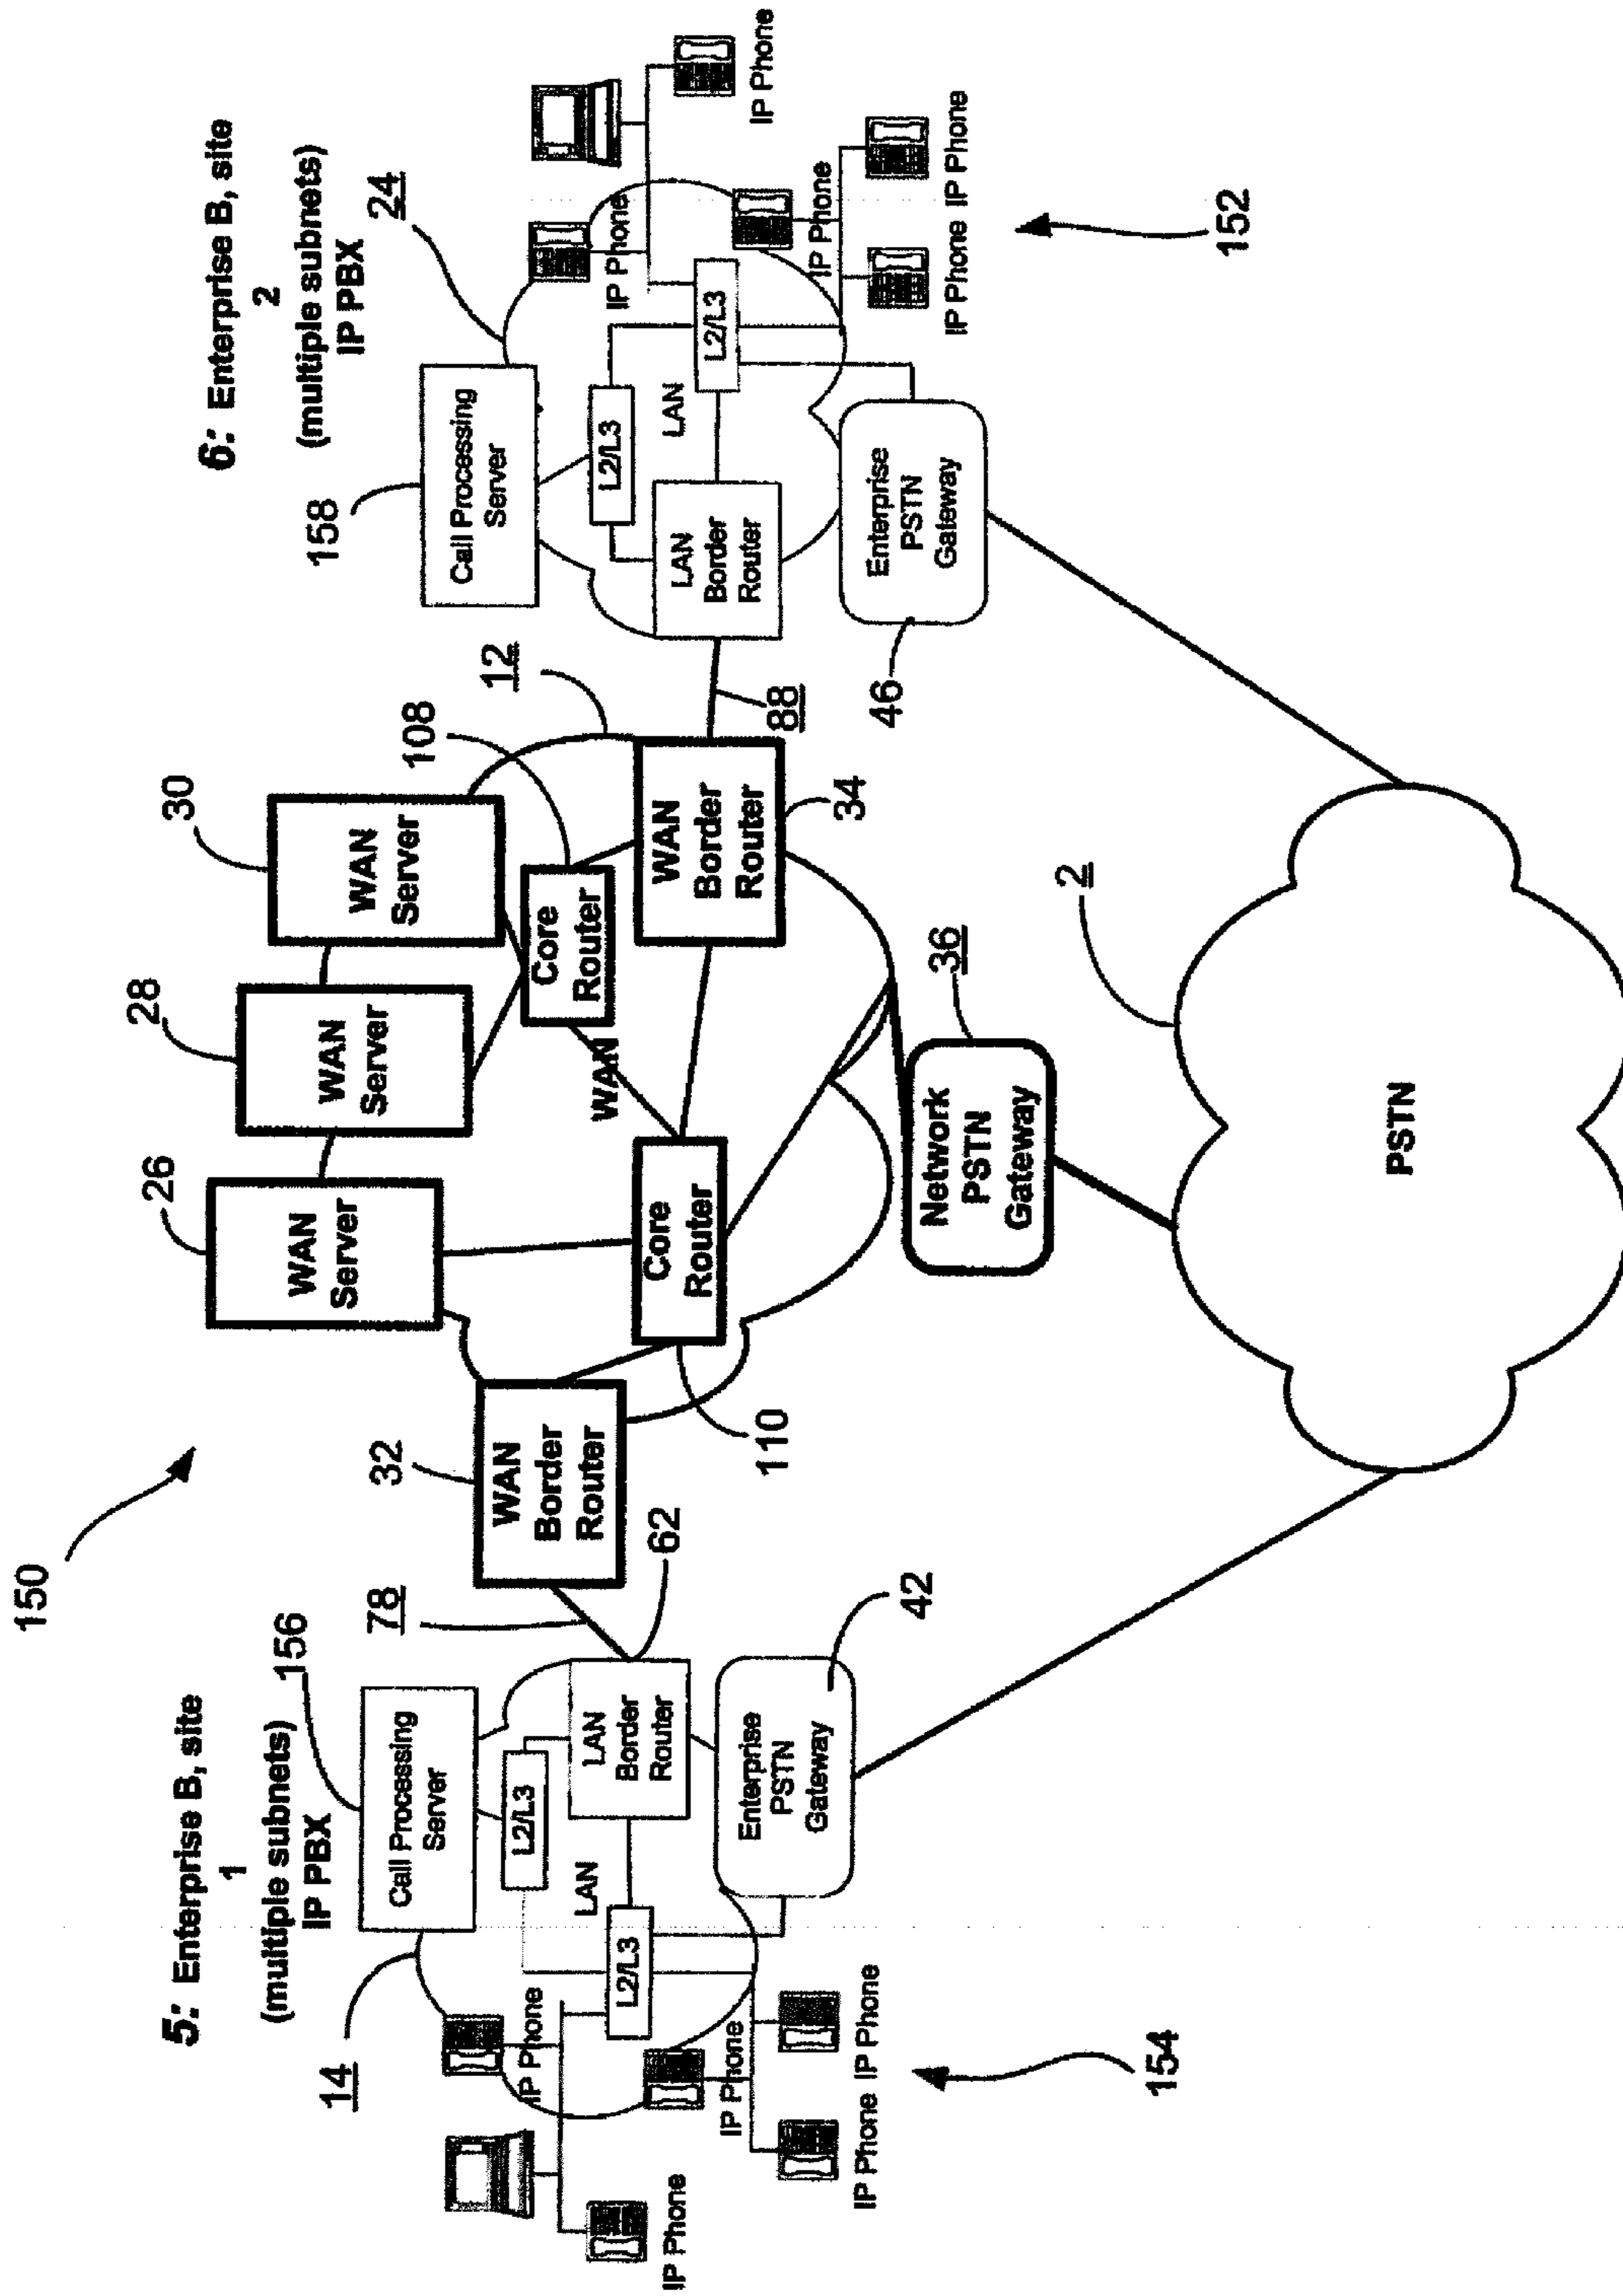 150
5: Enterprise B, site
1
(multiple subnets)
IP PBX
156
14
Call Processing
Server
L2/L3
LAN
Border
Router
LAN
L2/L3
Enterprise
PSTN
Gateway
42
62
78
IP Phone
IP Phone
IP Phone
IP Phone
IP Phone
154
32
WAN
Border
Router
26
WAN
Server
28
WAN
Server
30
WAN
Server
108
12
Core
Router
WAN
Core
Router
110
WAN
Border
Router
34
88
Network
PSTN
Gateway
36
6: Enterprise B, site
2
(multiple subnets)
IP PBX
24
158
Call Processing
Server
L2/L3
LAN
L2/L3
LAN
Border
Router
Enterprise
PSTN
Gateway
46
IP Phone
IP Phone
IP Phone
IP Phone
IP Phone
152
2
PSTN